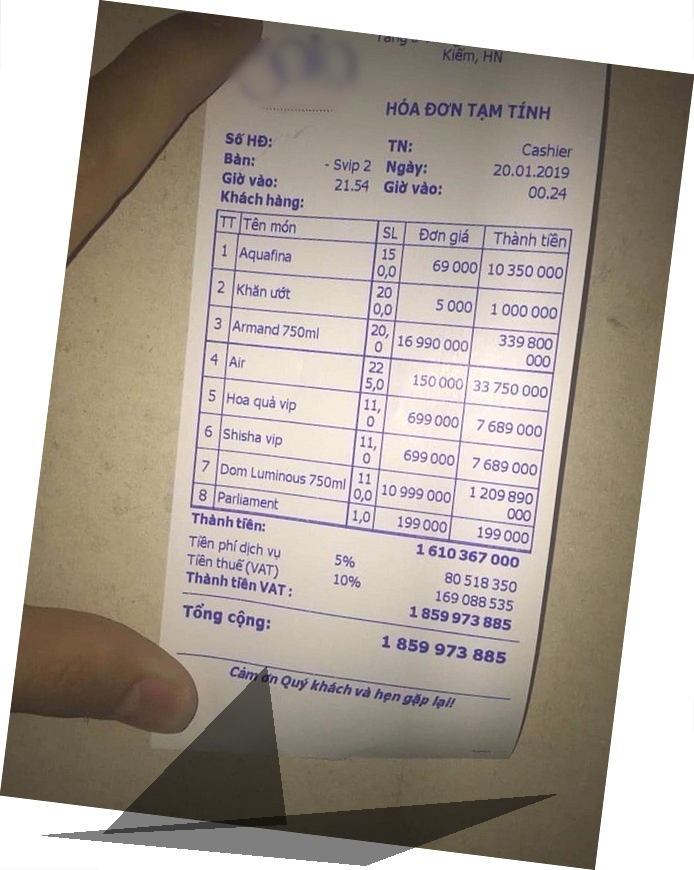 Kiếm, HN
HÓA ĐƠN TẠM TÍNH
Số HĐ: TN: Cashier
Bàn: - Svip 2 Ngày: 20.01.2019
Giờ vào: 21.54 Giờ vào: 00.24
Khách hàng:
TT Tên món SL Đơn giá Thành tiền
1 Aquafina 15 0,0 69 000 10 350 000
2 Khăn ướt 20 0,0 5 000 1 000 000
3 Armand 750ml 20, 0 16 990 000 339 800 000
4 Air 22 5,0 150 000 33 750 000
5 Hoa quả vip 11, 0 699 000 7 689 000
6 Shisha vip 11, 0 699 000 7 689 000
7 Dom Luminous 750ml 11 0,0 10 999 000 1 209 890 000
8 Parliament 1,0 199 000 199 000
Thành tiền: 1 610 367 000
Tiền phí dịch vụ 5% 80 518 350
Tiền thuế (VAT) 10% 169 088 535
Thành tiền VAT : 1 859 973 885
Tổng cộng: 1 859 973 885
Cảm ơn Quý khách và hẹn gặp lại!